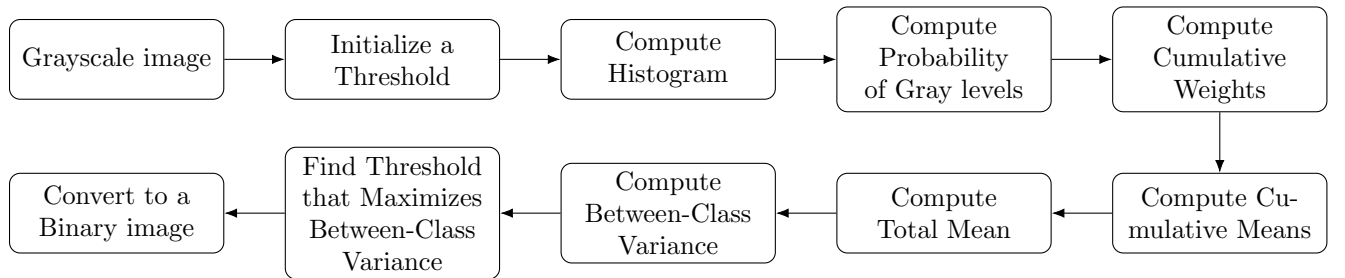 Grayscale image
Initialize a
Threshold
Compute
Histogram
Compute
Probability
of Gray levels
Compute
Cumulative
Weights
Compute Cu-
mulative Means
Compute
Total Mean
Compute
Between-Class
Variance
Find Threshold
that Maximizes
Between-Class
Variance
Convert to a
Binary image